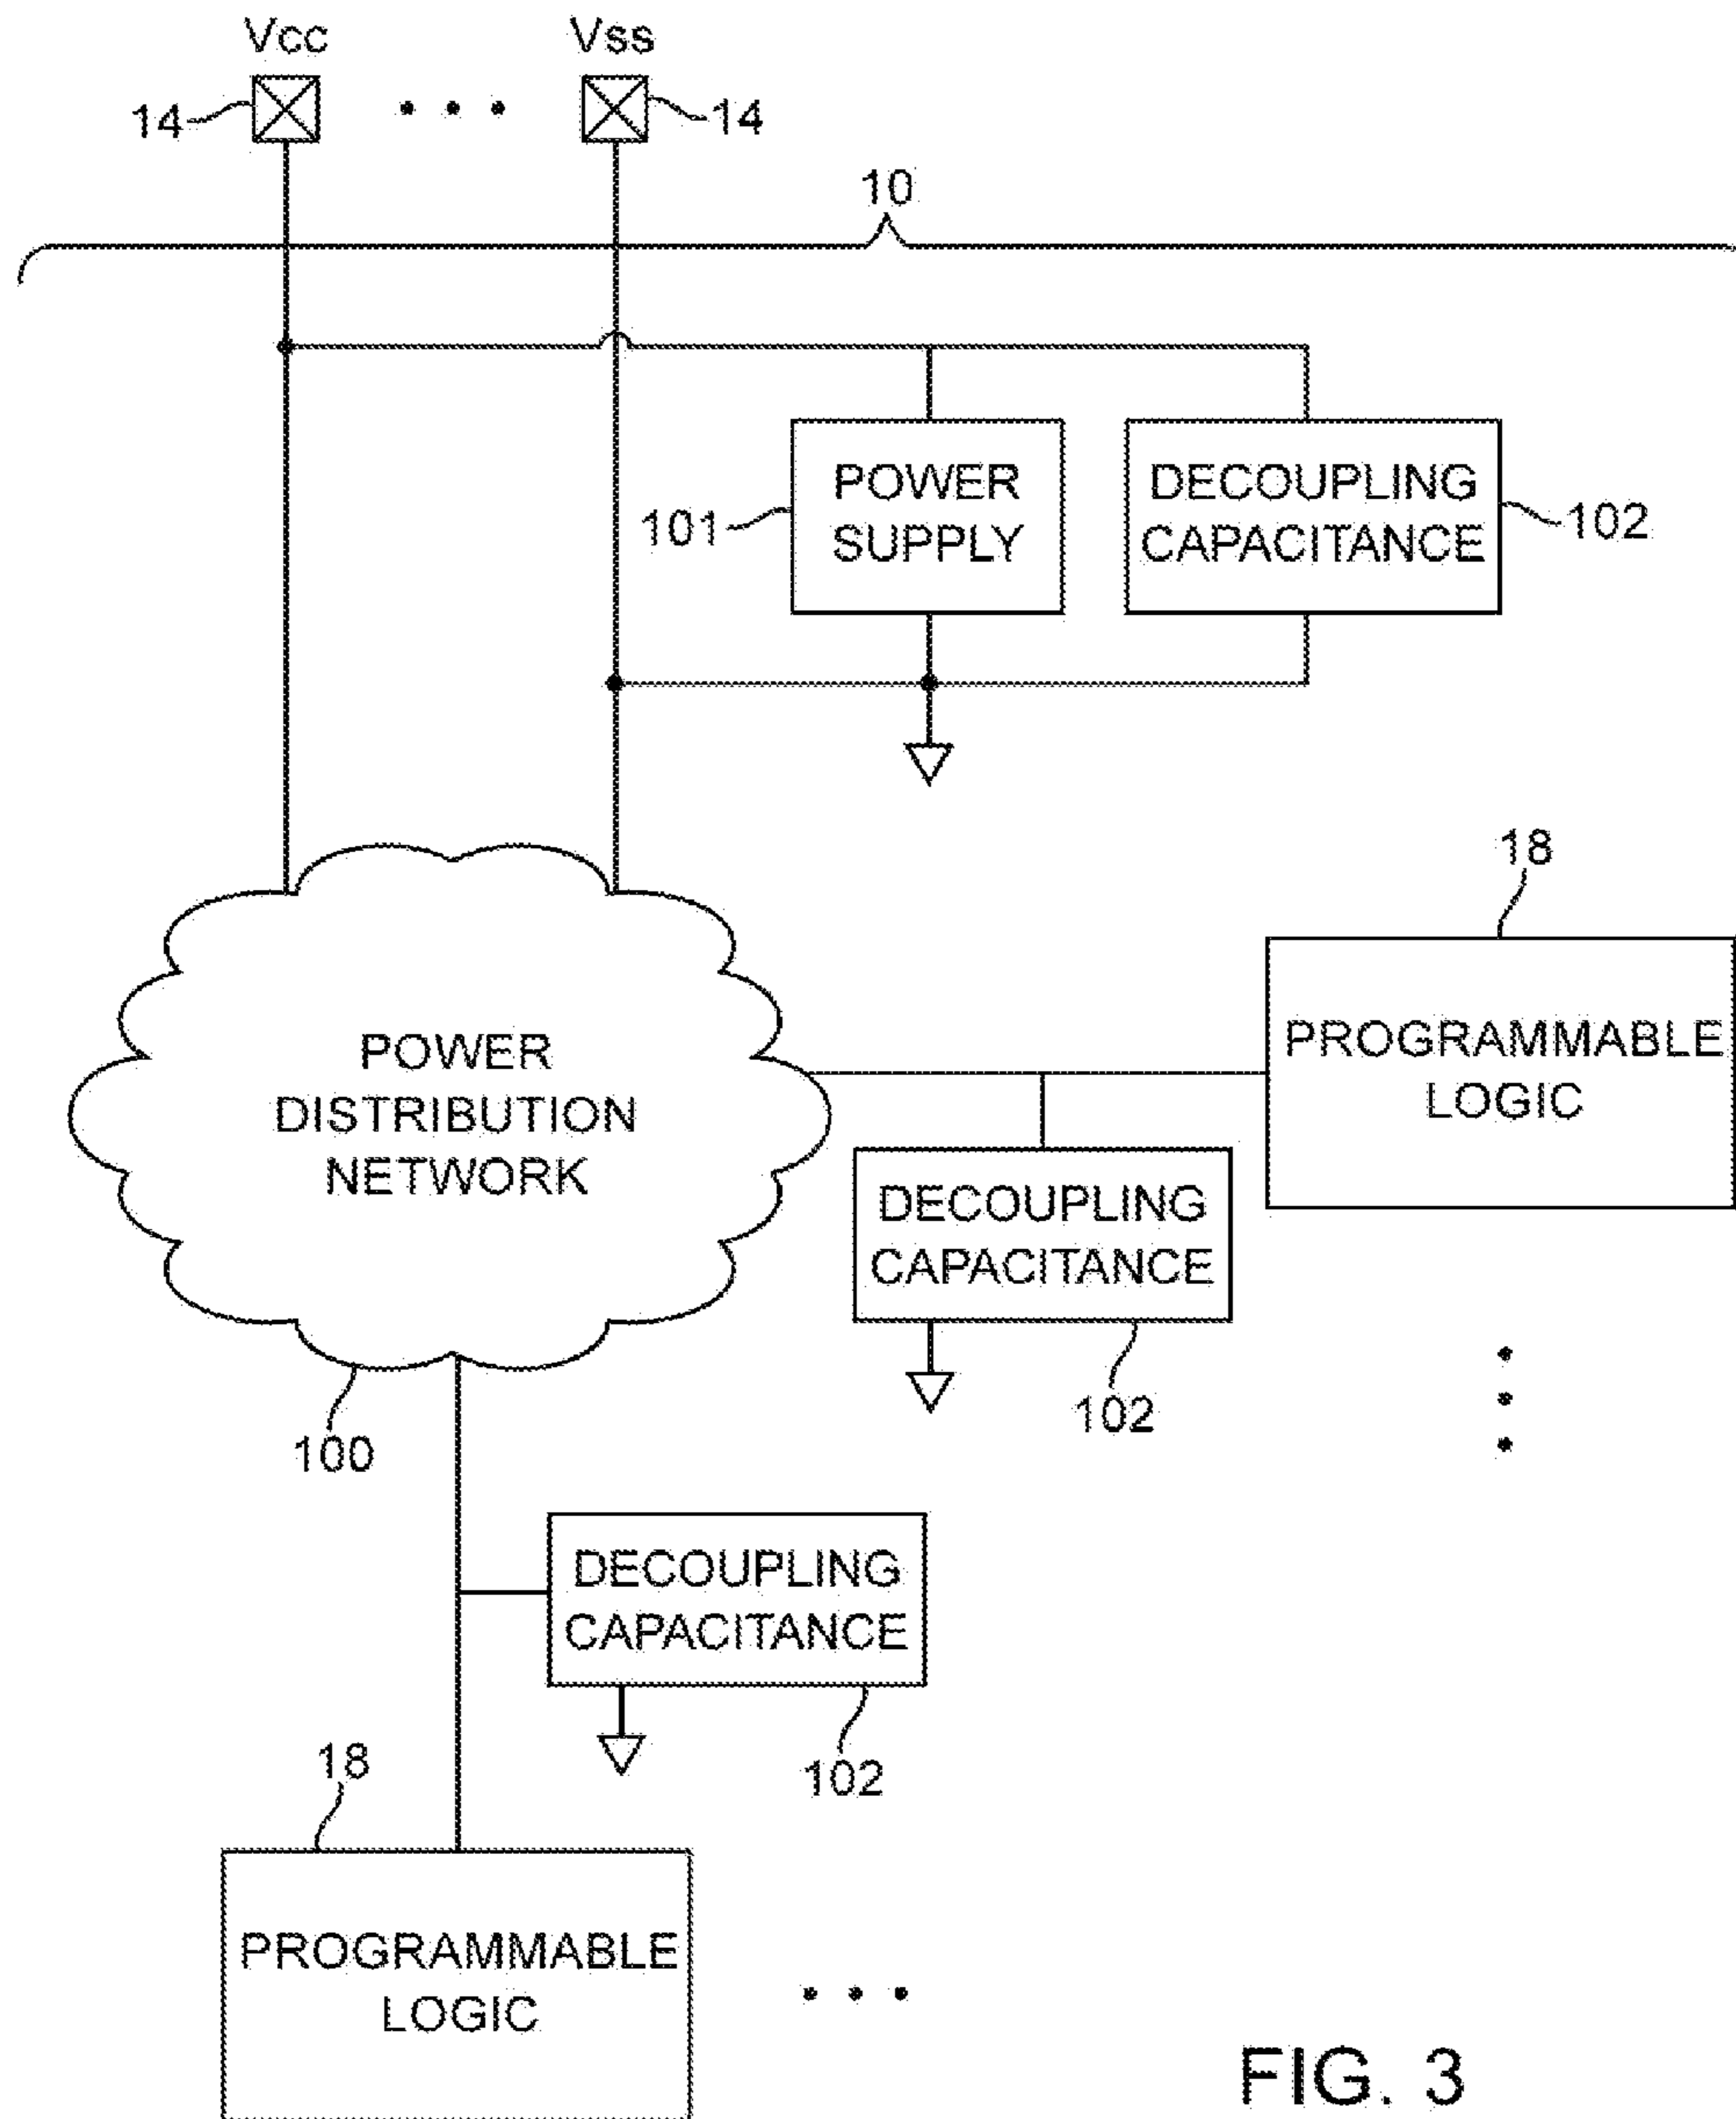 Vcc
Vss
14
14
10
POWER
SUPPLY
101
DECOUPLING
CAPACITANCE
102
18
PROGRAMMABLE
LOGIC
POWER
DISTRIBUTION
NETWORK
DECOUPLING
CAPACITANCE
102
100
DECOUPLING
CAPACITANCE
102
18
PROGRAMMABLE
LOGIC
FIG. 3